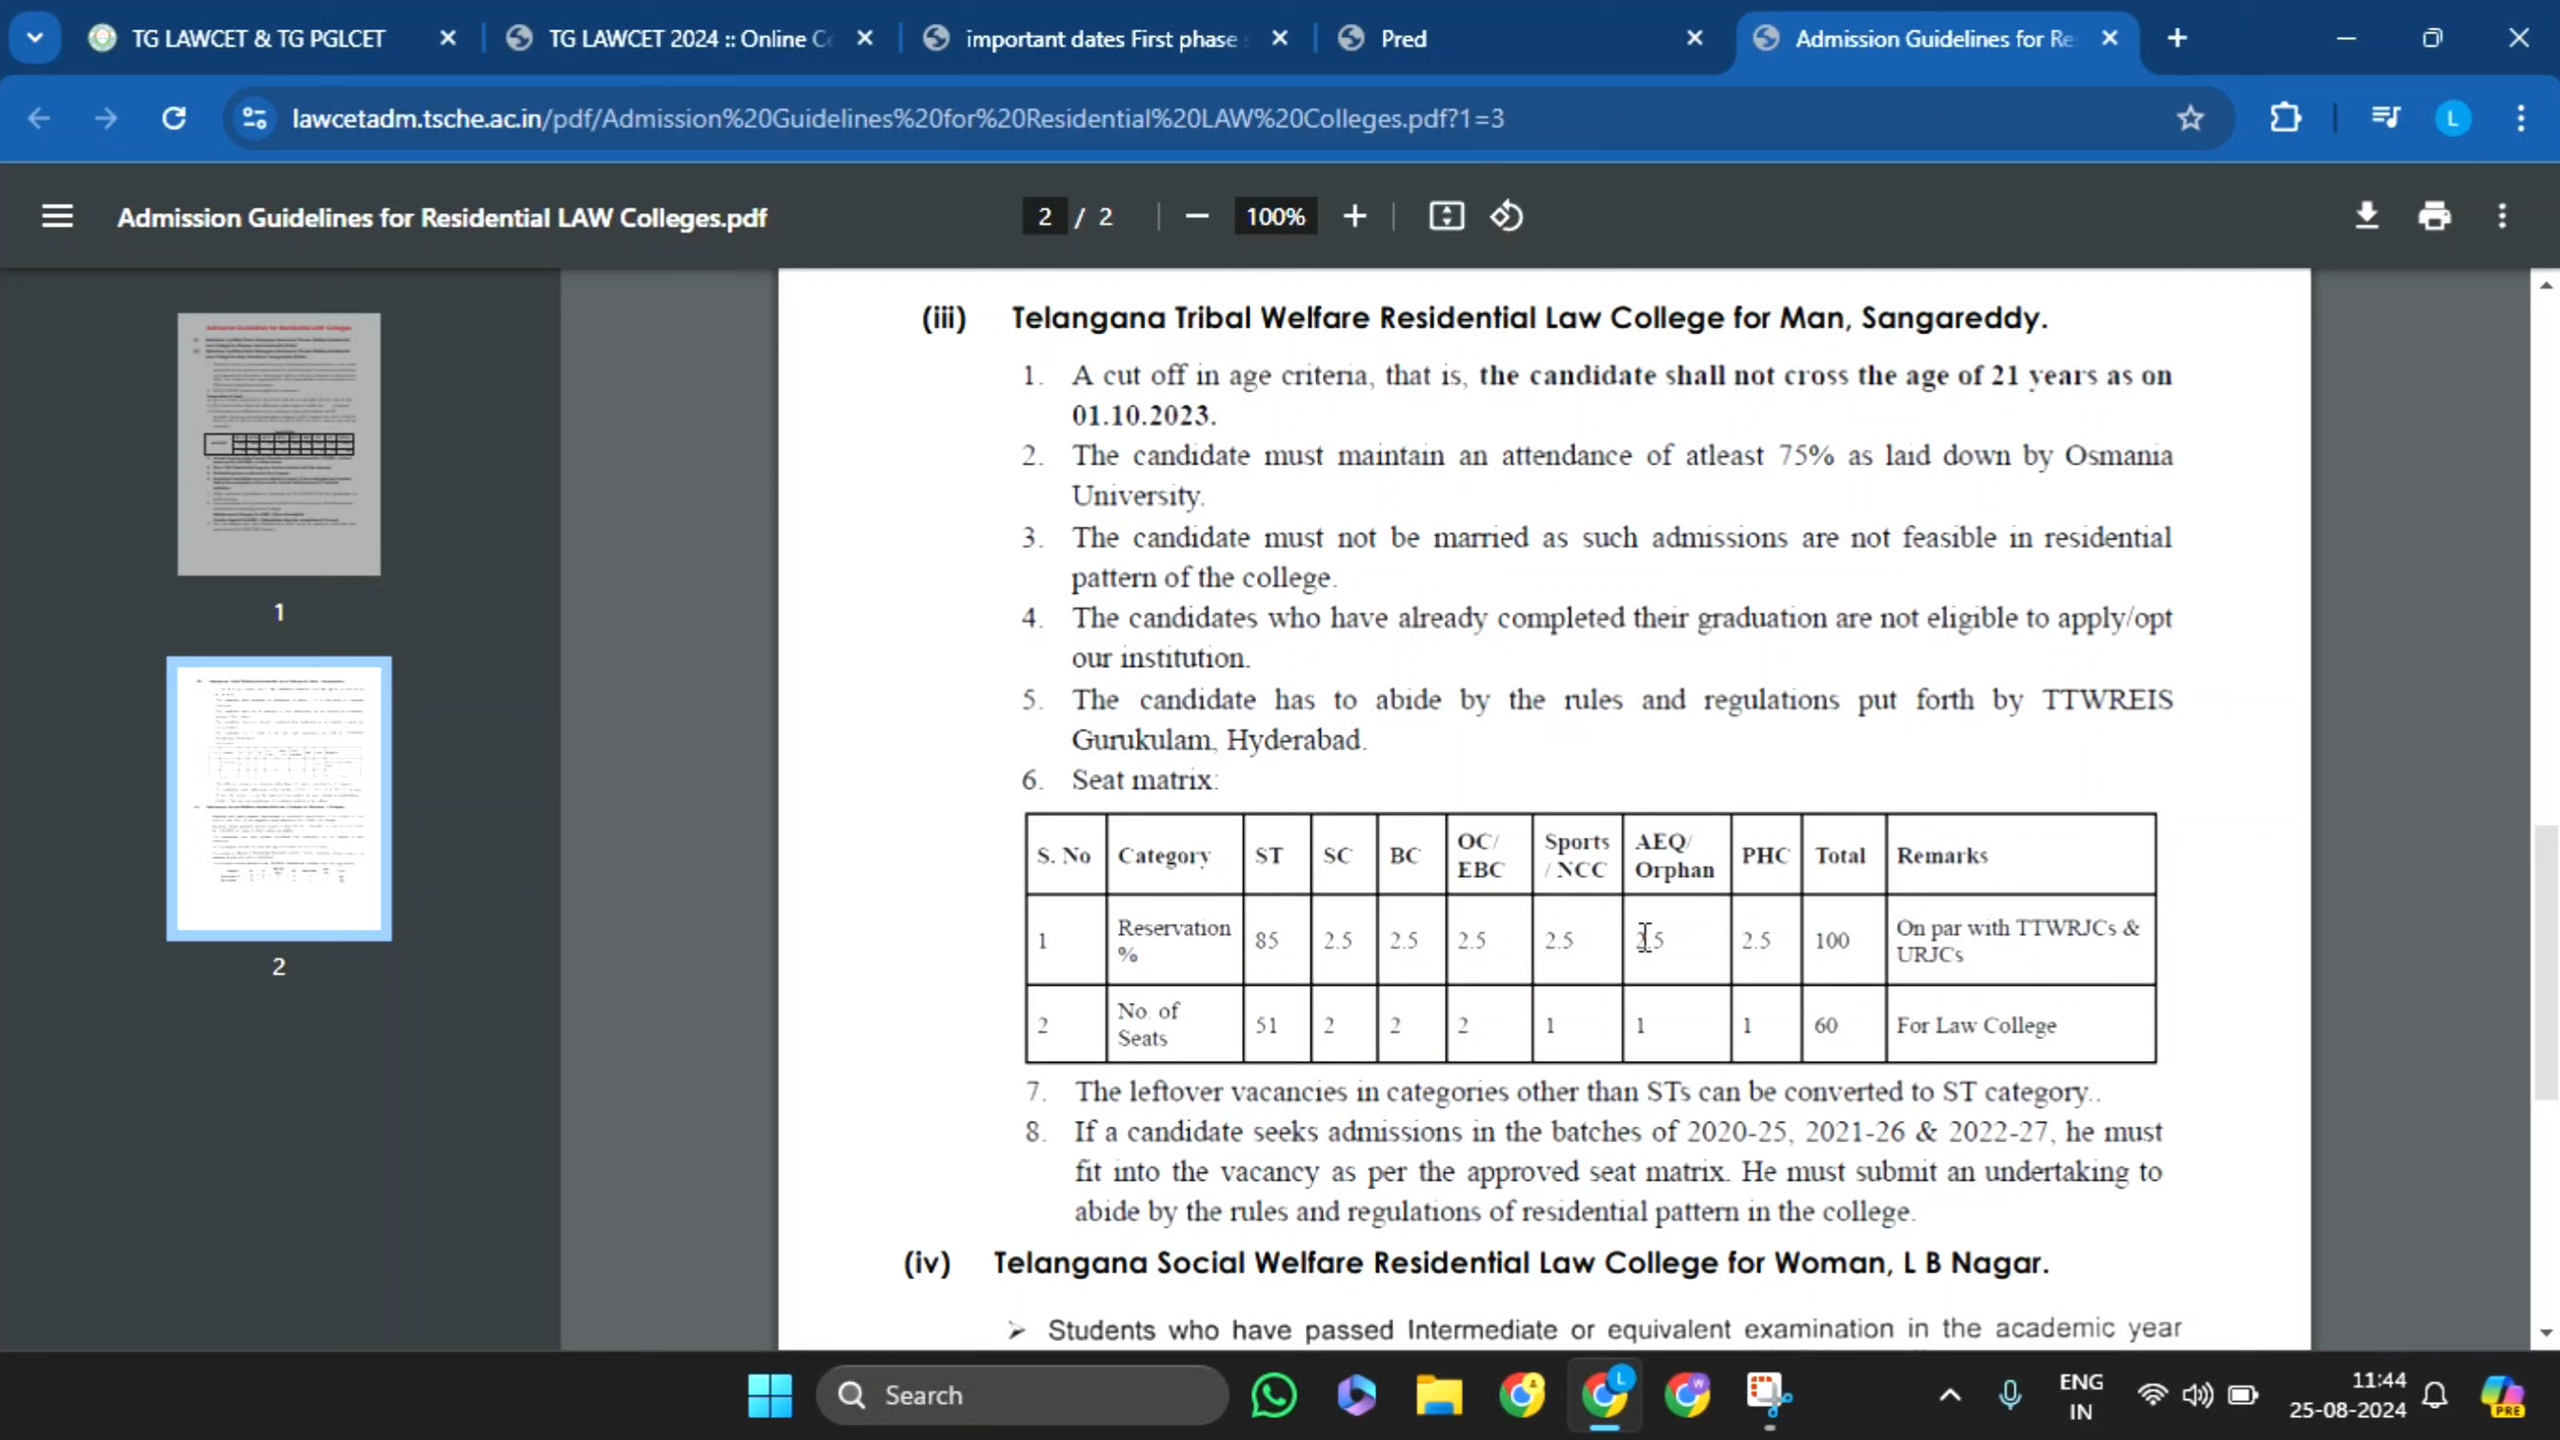 TG LAWCET & TG PGLCET
TG LAWCET 2024 :: Online Ce
important dates First phase
Pred
Admission Guidelines for Re
lawcetadm.tsche.ac.in/pdf/Admission%20Guidelines%20for%20Residential%20LAW%20Colleges.pdf?1=3
L
Admission Guidelines for Residential LAW Colleges.pdf
2 / 2
100%
1
2
(iii) Telangana Tribal Welfare Residential Law College for Man, Sangareddy.
1. A cut off in age criteria, that is, the candidate shall not cross the age of 21 years as on
01.10.2023.
2. The candidate must maintain an attendance of atleast 75% as laid down by Osmania
University.
3. The candidate must not be married as such admissions are not feasible in residential
pattern of the college.
4. The candidates who have already completed their graduation are not eligible to apply/opt
our institution.
5. The candidate has to abide by the rules and regulations put forth by TTWREIS
Gurukulam, Hyderabad.
6. Seat matrix:
S. No Category ST SC BC OC/ EBC Sports / NCC AEQ/ Orphan PHC Total Remarks
1 Reservation % 85 2.5 2.5 2.5 2.5 2.5 2.5 100 On par with TTWRJCs & URJCs
2 No. of Seats 51 2 2 2 1 1 1 60 For Law College
7. The leftover vacancies in categories other than STs can be converted to ST category..
8. If a candidate seeks admissions in the batches of 2020-25, 2021-26 & 2022-27, he must
fit into the vacancy as per the approved seat matrix. He must submit an undertaking to
abide by the rules and regulations of residential pattern in the college.
(iv) Telangana Social Welfare Residential Law College for Woman, L B Nagar.
➢ Students who have passed Intermediate or equivalent examination in the academic year
Search
L
W
ENG
IN
11:44
25-08-2024
PRE